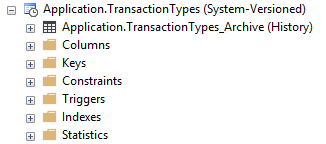 Application.TransactionTypes (System-Versioned)
Application.TransactionTypes_Archive (History)
Columns
Keys
Constraints
Triggers
Indexes
Statistics